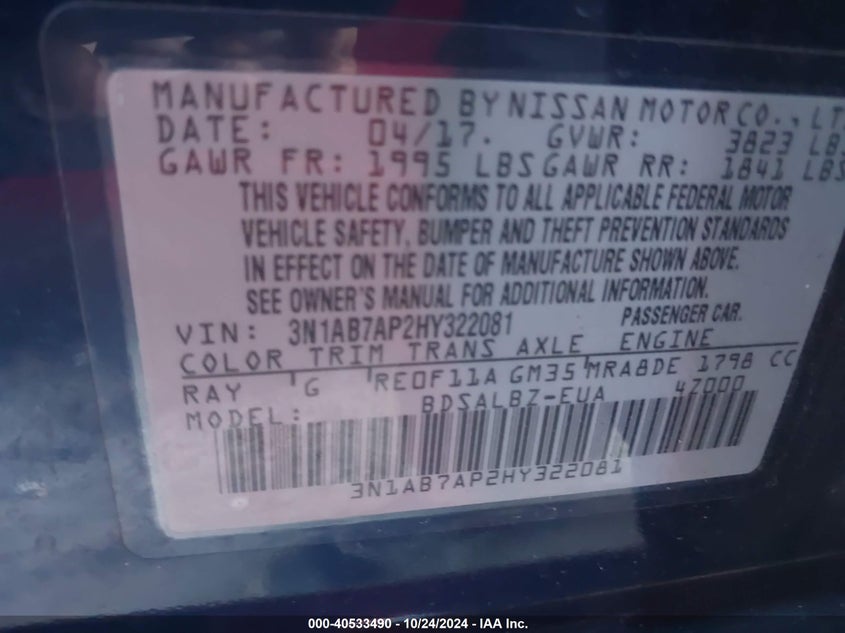 MANUFACTURED BY NISSAN MOTOR CO., LT
DATE: 04/17. GVWR: 3823 LBS
GAWR FR: 1995 LBS GAWR RR: 1841 LBS
THIS VEHICLE CONFORMS TO ALL APPLICABLE FEDERAL MOTOR
VEHICLE SAFETY, BUMPER AND THEFT PREVENTION STANDARDS
IN EFFECT ON THE DATE OF MANUFACTURE SHOWN ABOVE.
SEE OWNER'S MANUAL FOR ADDITIONAL INFORMATION.
VIN: 3N1AB7AP2HY322081 PASSENGER CAR.
COLOR TRIM TRANS AXLE ENGINE
RAY G RE0F11A GM35 MRA8DE 1798 CC
MODEL: BDSALBZ-EUA 4Z000
3N1AB7AP2HY322081
000-40533490 - 10/24/2024 - IAA Inc.